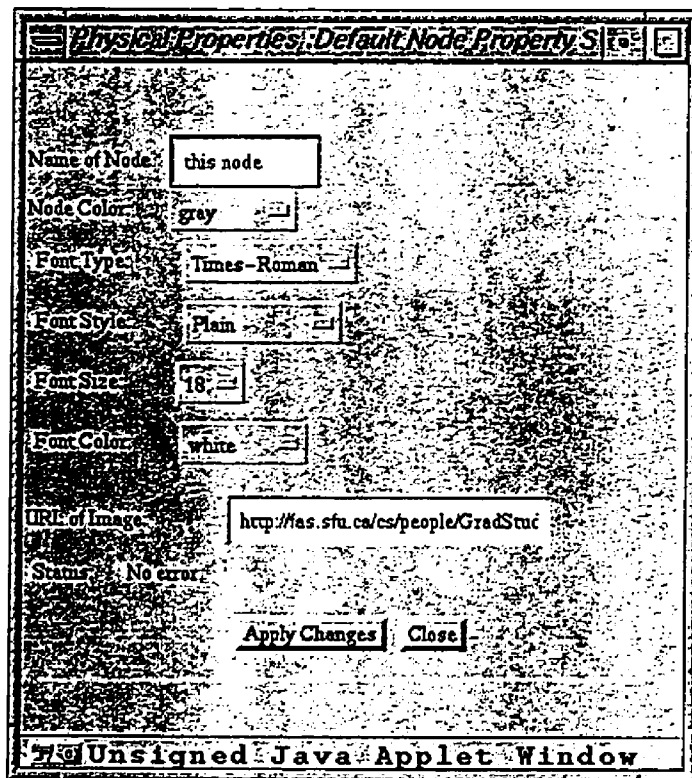 Physical Properties: Default Node Property S
Name of Node: this node
Node Color: gray
Font Type: Times-Roman
Font Style: Plain
Font Size: 18
Font Color: white
URL of Image: http://fas.sfu.ca/cs/people/GradStud
Status: No error
Apply Changes Close
Unsigned Java Applet Window